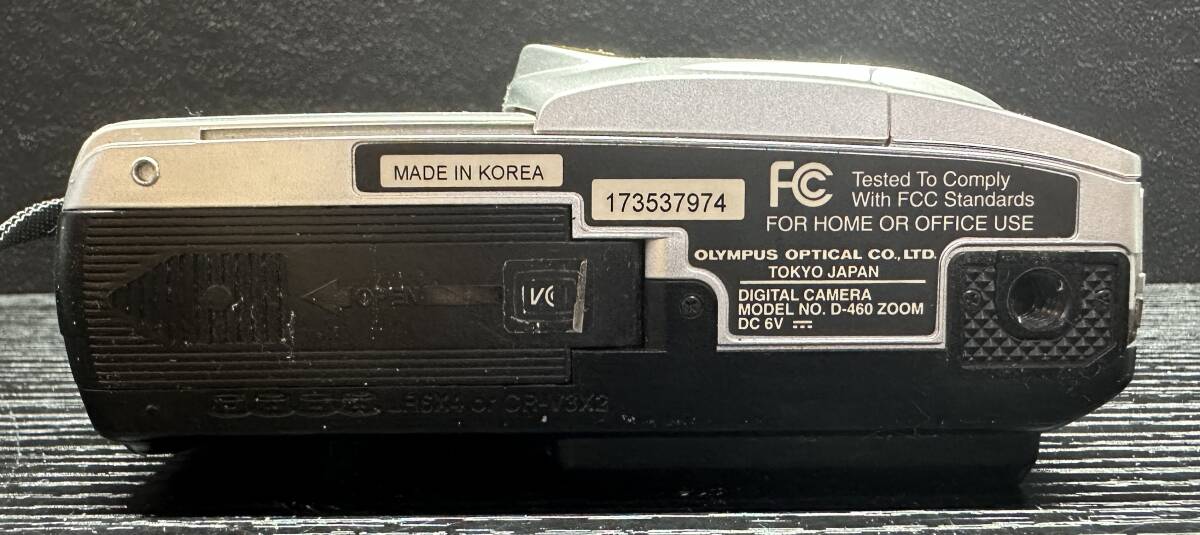 MADE IN KOREA
173537974
FC Tested To Comply
With FCC Standards
FOR HOME OR OFFICE USE
OLYMPUS OPTICAL CO., LTD.
TOKYO JAPAN
DIGITAL CAMERA
MODEL NO. D-460 ZOOM
DC 6V ⎓
OPEN
LR6X4 or CR-V3X2